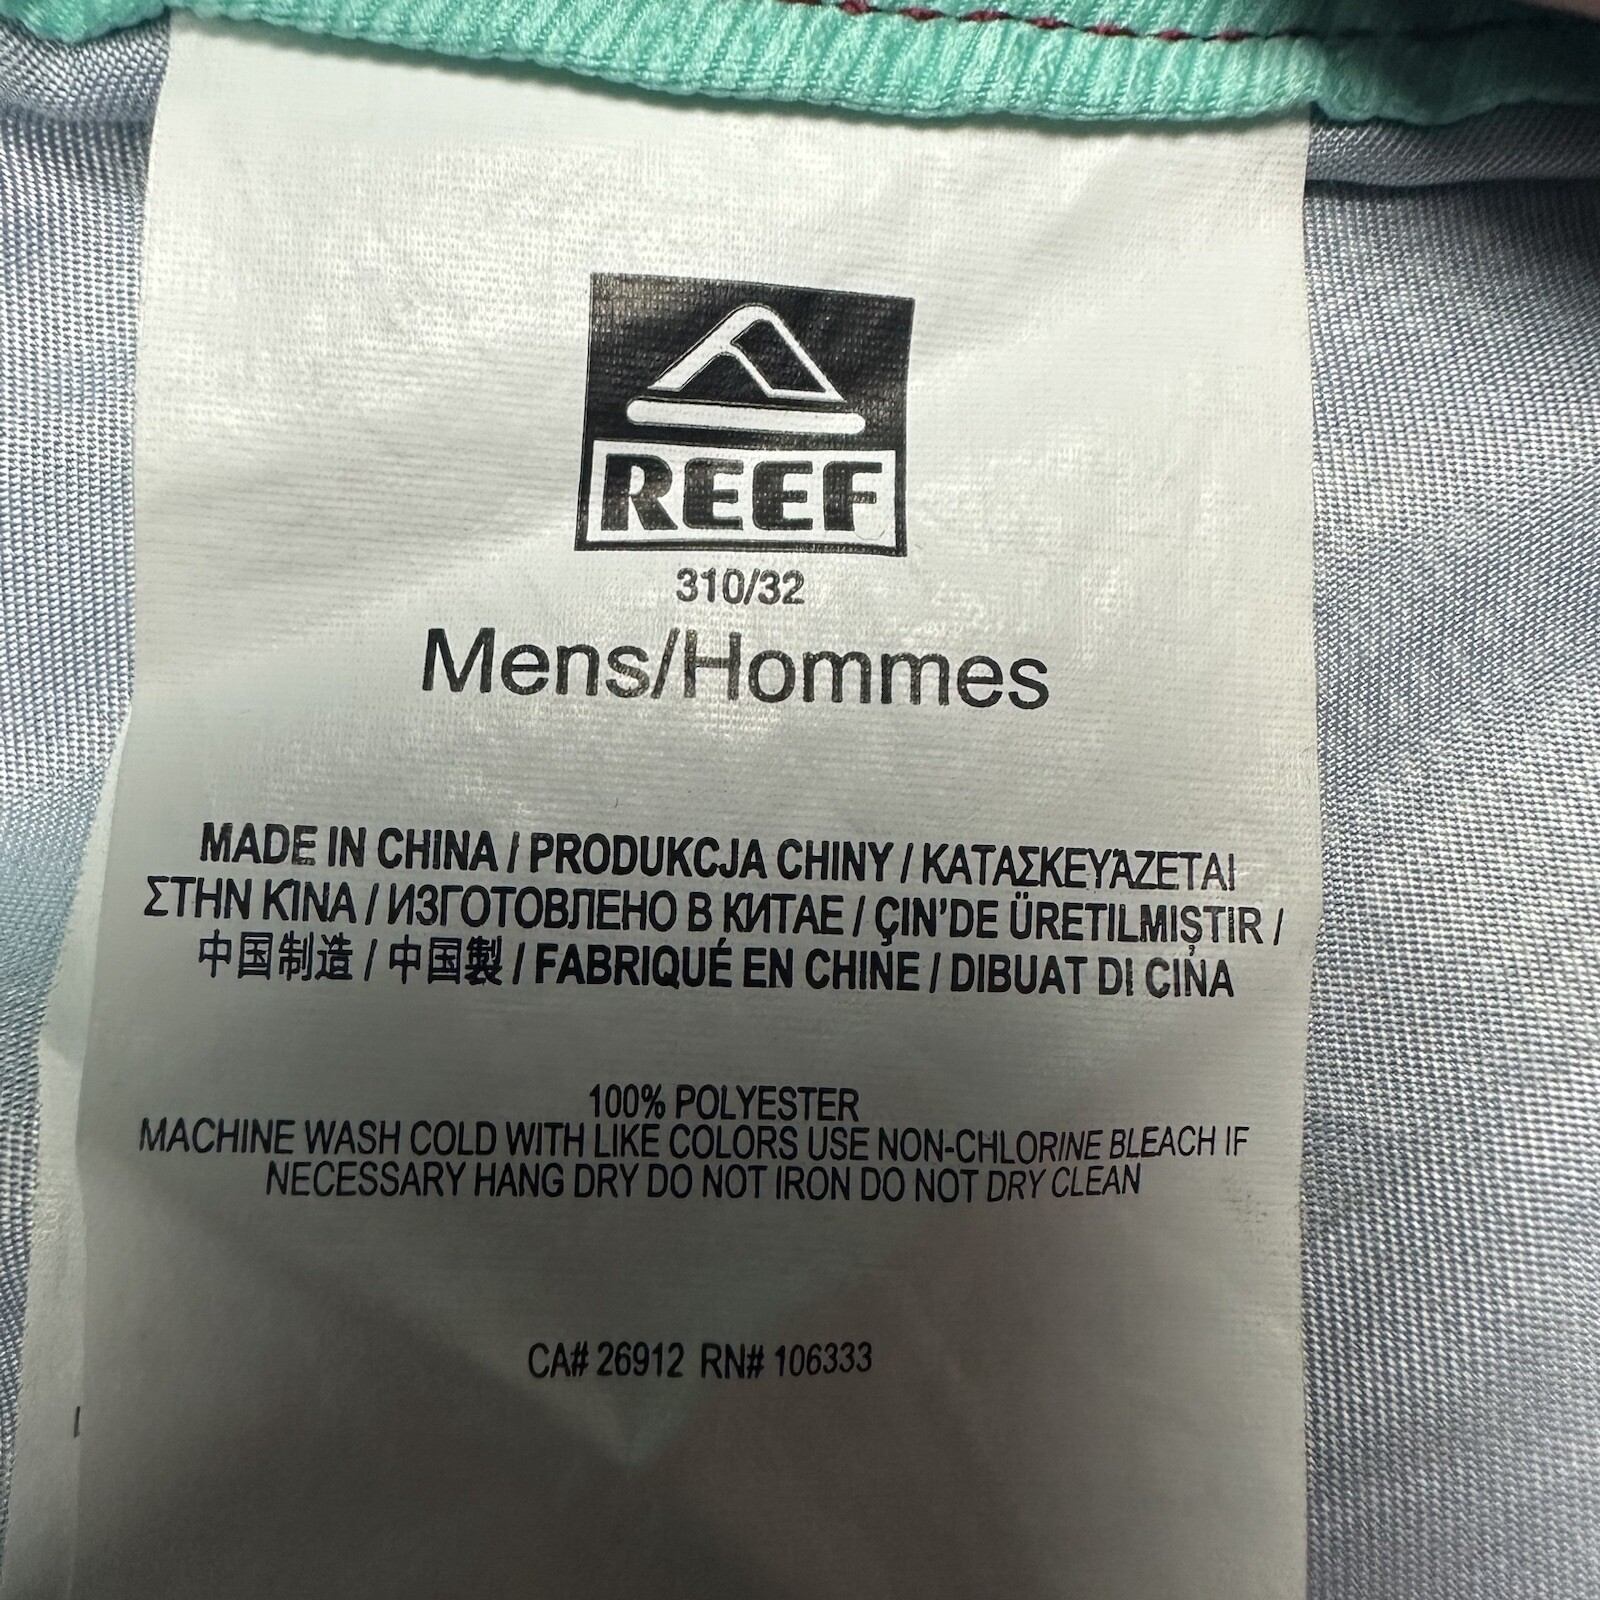 REEF
310/32
Mens/Hommes
MADE IN CHINA / PRODUKCJA CHINY / ΚΑΤΑΣΚΕΥΆΖΕΤΑΙ
ΣΤΗΝ ΚΊΝΑ / ИЗГОТОВЛЕНО В КИТАЕ / ÇIN'DE ÜRETILMIŞTIR /
中国制造 / 中国製 / FABRIQUÉ EN CHINE / DIBUAT DI CINA
100% POLYESTER
MACHINE WASH COLD WITH LIKE COLORS USE NON-CHLORINE BLEACH IF
NECESSARY HANG DRY DO NOT IRON DO NOT DRY CLEAN
CA# 26912 RN# 106333